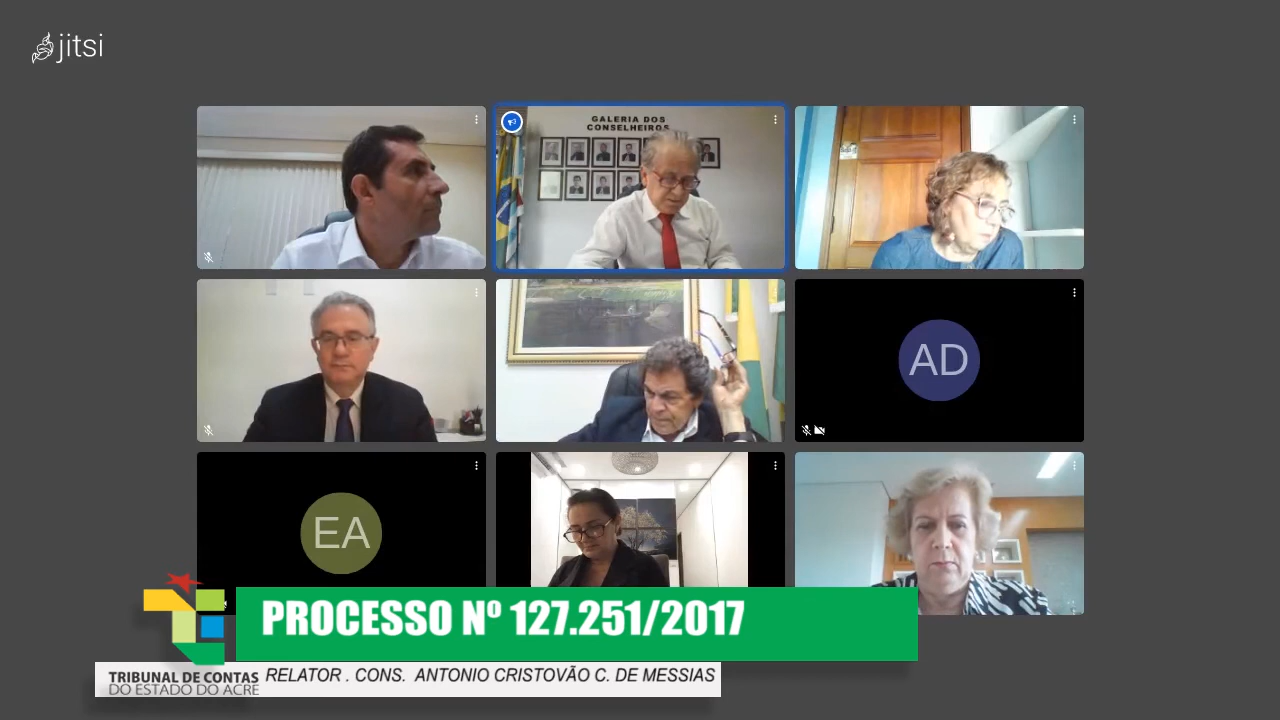 jitsi
GALERIA DOS
CONSELHEIROS
AD
EA
PROCESSO Nº 127.251/2017
TRIBUNAL DE CONTAS
DO ESTADO DO ACRE
RELATOR . CONS. ANTONIO CRISTOVÃO C. DE MESSIAS